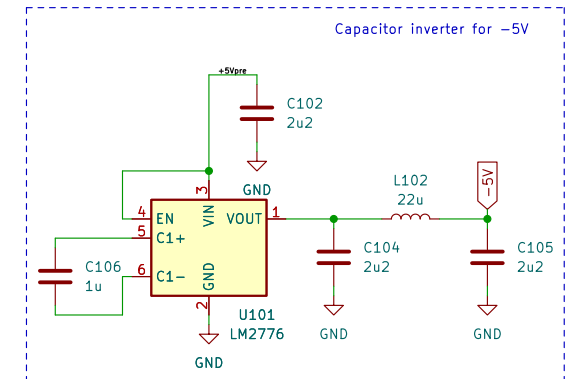 Capacitor inverter for -5V
+5Vpre
C102
2u2
GND
L102
22u
-5V
3
4
EN
VIN
VOUT
1
5
C1+
C106
1u
6
C1-
GND
2
C104
2u2
C105
2u2
U101
LM2776
GND
GND
GND